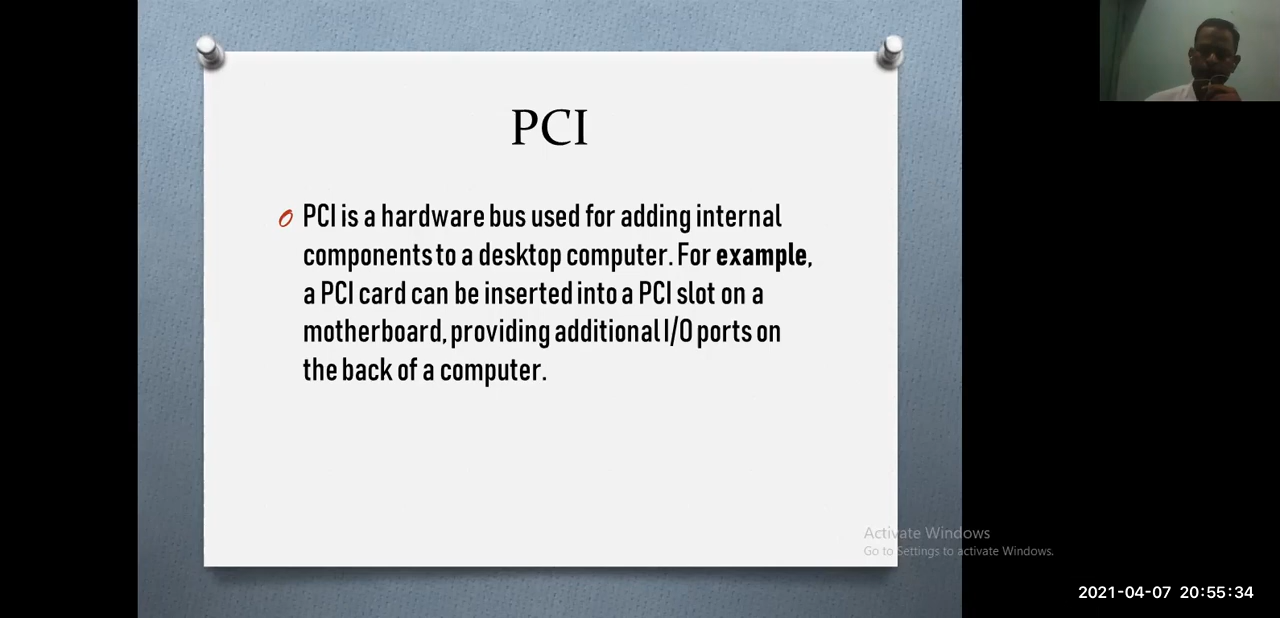 PCI
PCI is a hardware bus used for adding internal
components to a desktop computer. For example,
a PCI card can be inserted into a PCI slot on a
motherboard, providing additional I/O ports on
the back of a computer.
Activate Windows
Go to Settings to activate Windows.
2021-04-07 20:55:34